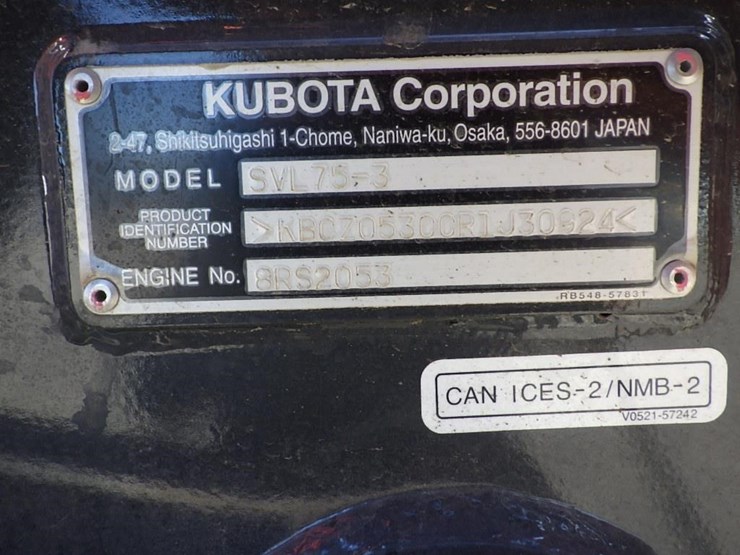 KUBOTA Corporation
2-47, Shikitsuhigashi 1-Chome, Naniwa-ku, Osaka, 556-8601 JAPAN
MODEL SVL75-3
PRODUCT
IDENTIFICATION
NUMBER
ENGINE No. 8RS2053
RB548-57831
CAN ICES-2/NMB-2
V0521-57242